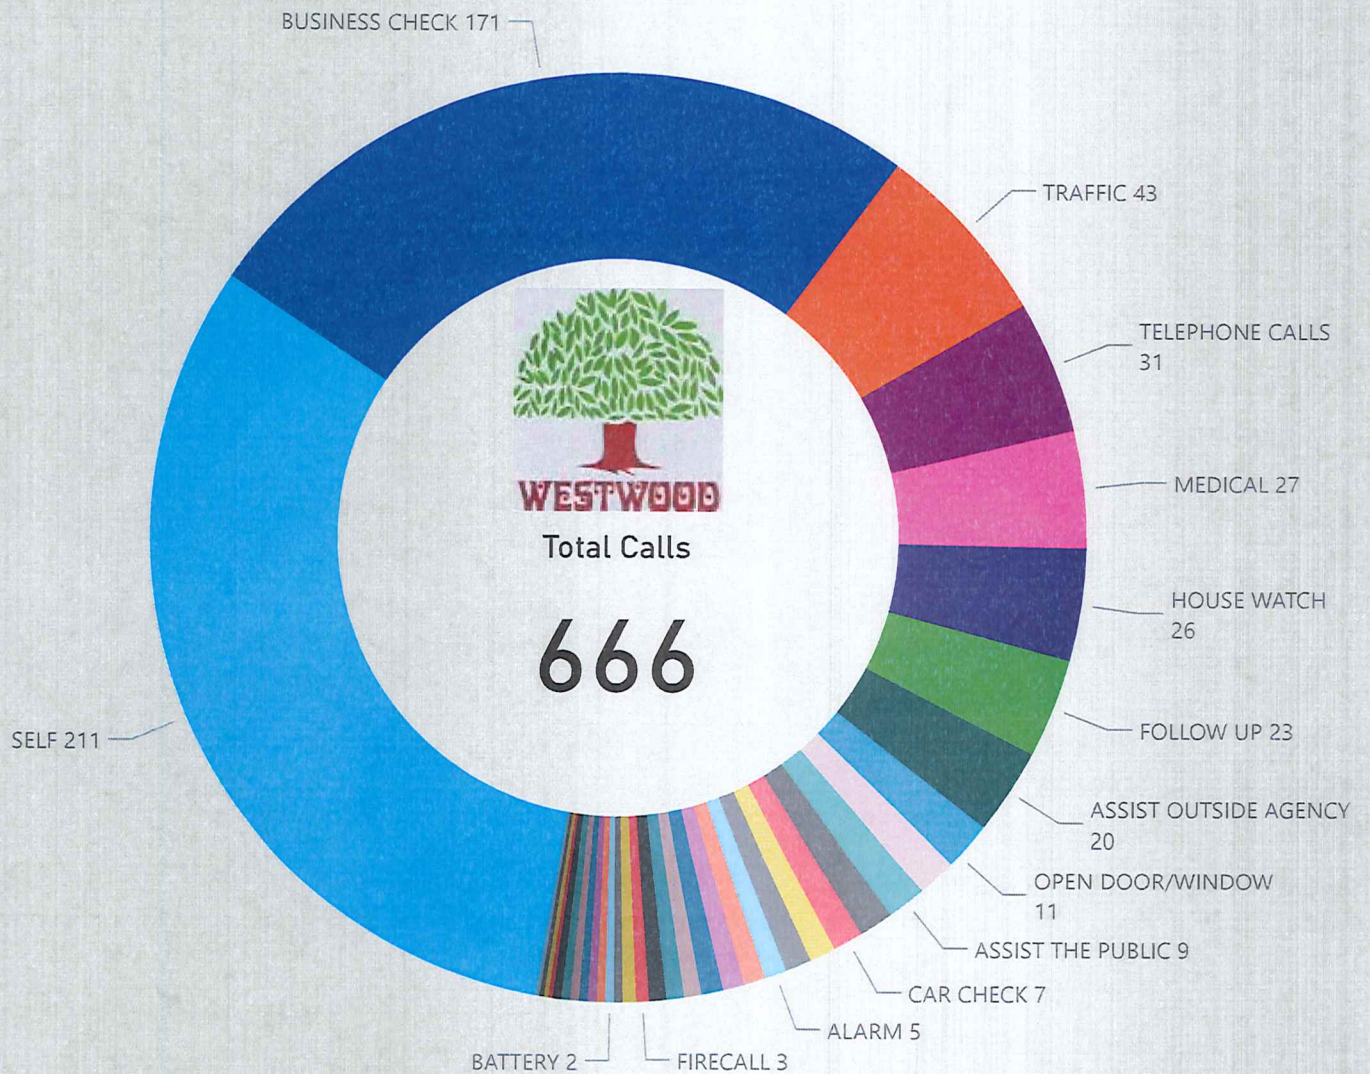 BUSINESS CHECK 171
TRAFFIC 43
TELEPHONE CALLS
31
MEDICAL 27
HOUSE WATCH
26
FOLLOW UP 23
ASSIST OUTSIDE AGENCY
20
OPEN DOOR/WINDOW
11
ASSIST THE PUBLIC 9
CAR CHECK 7
ALARM 5
FIRECALL 3
BATTERY 2
SELF 211
WESTWOOD
Total Calls
666